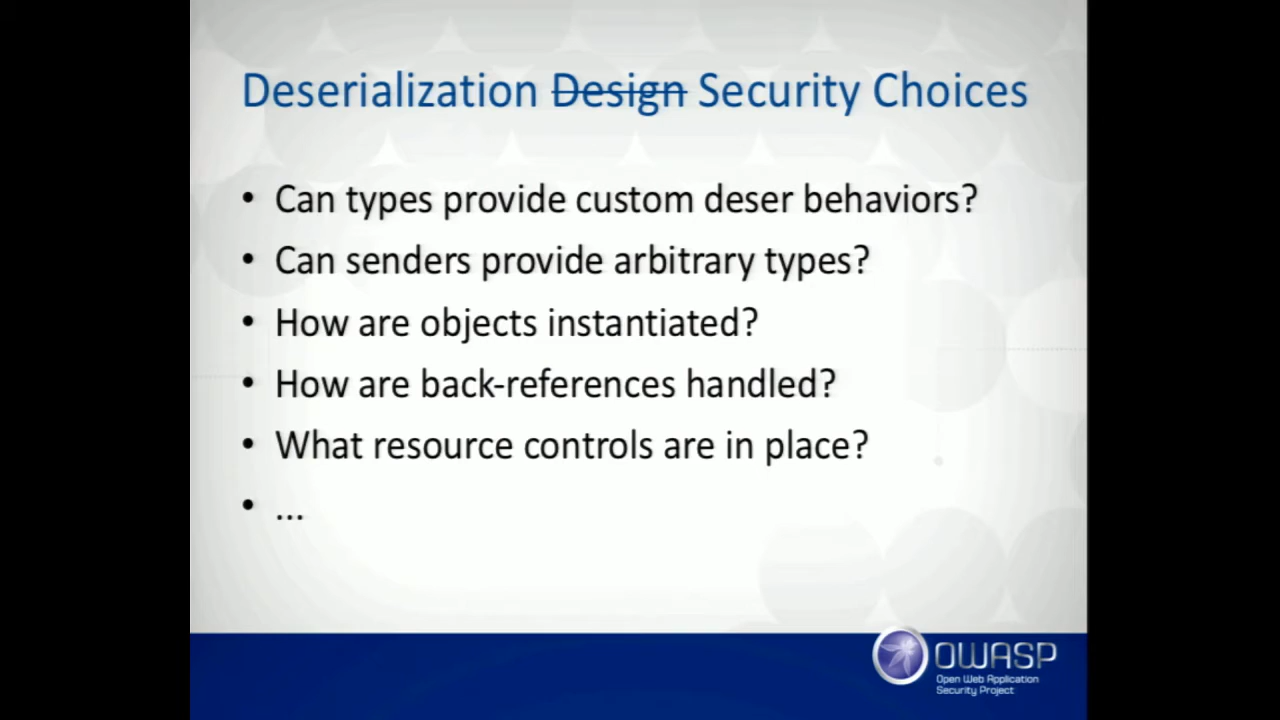 Deserialization Design Security Choices
• Can types provide custom deser behaviors?
• Can senders provide arbitrary types?
• How are objects instantiated?
• How are back-references handled?
• What resource controls are in place?
• ...
OWASP
Open Web Application
Security Project